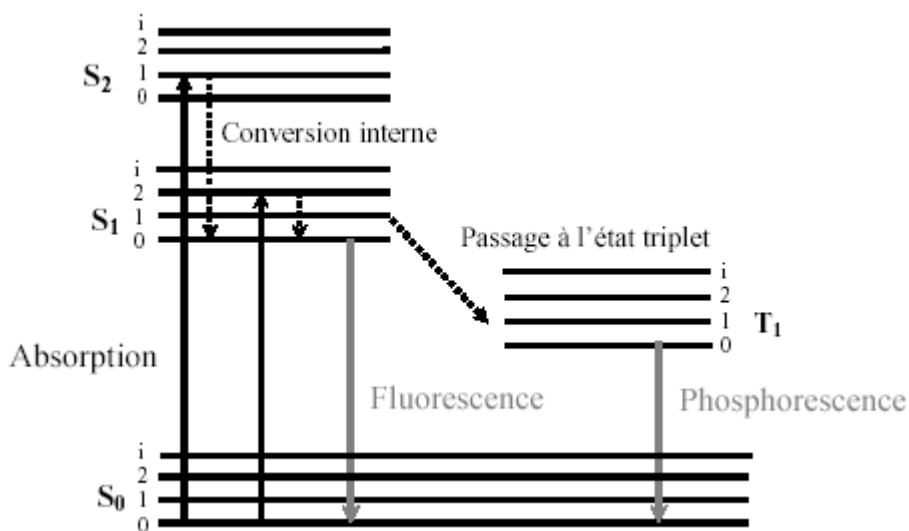 i
2
1
0
S2
Conversion interne
i
2
1
0
S1
Passage à l'état triplet
i
2
1
0
T1
Absorption
Fluorescence
Phosphorescence
i
2
1
0
S0